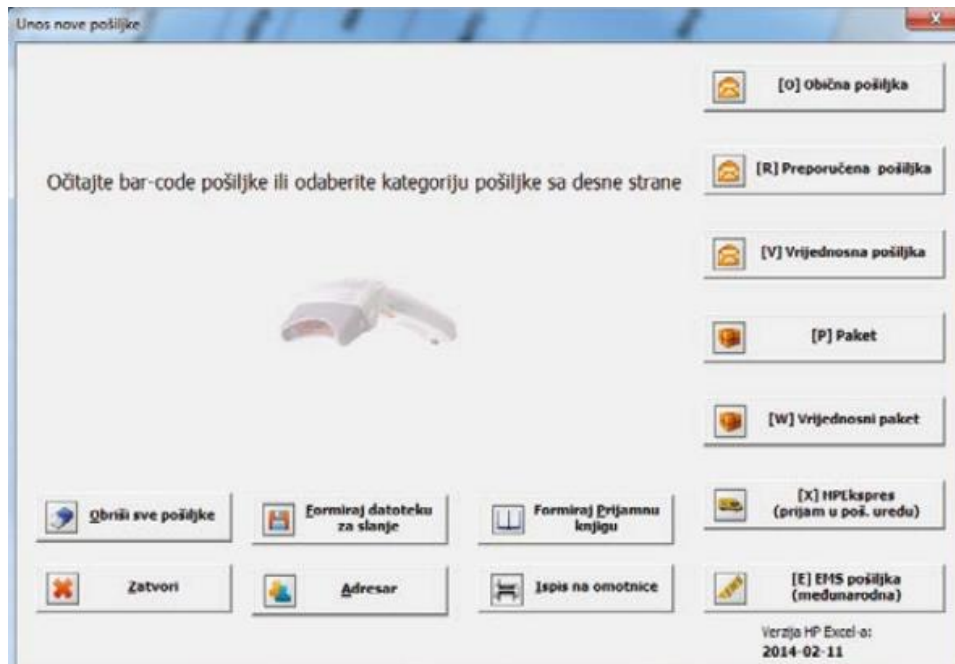 Unos nove pošiljke
[O] Obična pošiljka
Očitajte bar-code pošiljke ili odaberite kategoriju pošiljke sa desne strane
[R] Preporučena pošiljka
[V] Vrijednosna pošiljka
[P] Paket
[W] Vrijednosni paket
[X] HPEkspres
(prijam u poš. uredu)
[E] EMS pošiljka
(međunarodna)
Obriši sve pošiljke
Formiraj datoteku
za slanje
Formiraj Prijamnu
knjigu
Zatvori
Adresar
Ispis na omotnice
Verzija HP Excel-a:
2014-02-11